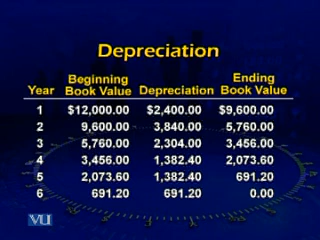 Depreciation
Year Beginning Book Value Depreciation Ending Book Value
1 $12,000.00 $2,400.00 $9,600.00
2 9,600.00 3,840.00 5,760.00
3 5,760.00 2,304.00 3,456.00
4 3,456.00 1,382.40 2,073.60
5 2,073.60 1,382.40 691.20
6 691.20 691.20 0.00
VU